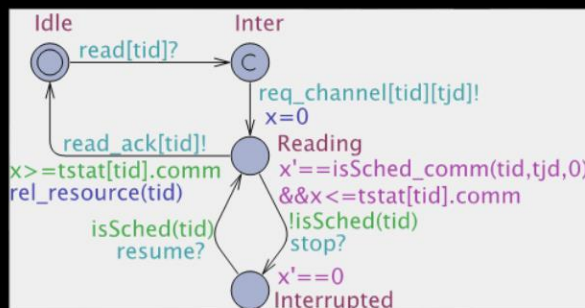 Idle
Inter
read[tid]?
C
req_channel[tid][tjd]!
x=0
read_ack[tid]!
Reading
x>=tstat[tid].comm
x'==isSched_comm(tid,tjd,0)
rel_resource(tid)
&&x<=tstat[tid].comm
isSched(tid)
!isSched(tid)
resume?
stop?
x'==0
Interrupted